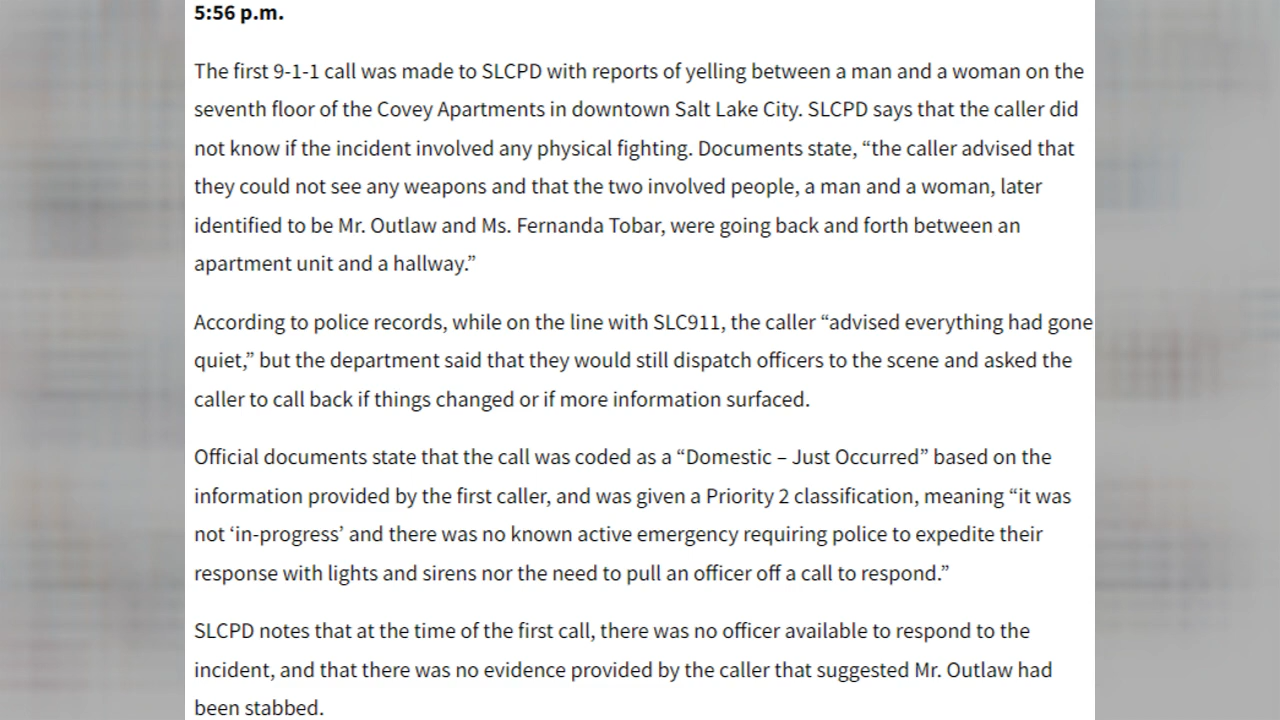 5:56 p.m.
The first 9-1-1 call was made to SLCPD with reports of yelling between a man and a woman on the
seventh floor of the Covey Apartments in downtown Salt Lake City. SLCPD says that the caller did
not know if the incident involved any physical fighting. Documents state, “the caller advised that
they could not see any weapons and that the two involved people, a man and a woman, later
identified to be Mr. Outlaw and Ms. Fernanda Tobar, were going back and forth between an
apartment unit and a hallway.”
According to police records, while on the line with SLC911, the caller “advised everything had gone
quiet,” but the department said that they would still dispatch officers to the scene and asked the
caller to call back if things changed or if more information surfaced.
Official documents state that the call was coded as a “Domestic – Just Occurred” based on the
information provided by the first caller, and was given a Priority 2 classification, meaning “it was
not ‘in-progress’ and there was no known active emergency requiring police to expedite their
response with lights and sirens nor the need to pull an officer off a call to respond.”
SLCPD notes that at the time of the first call, there was no officer available to respond to the
incident, and that there was no evidence provided by the caller that suggested Mr. Outlaw had
been stabbed.